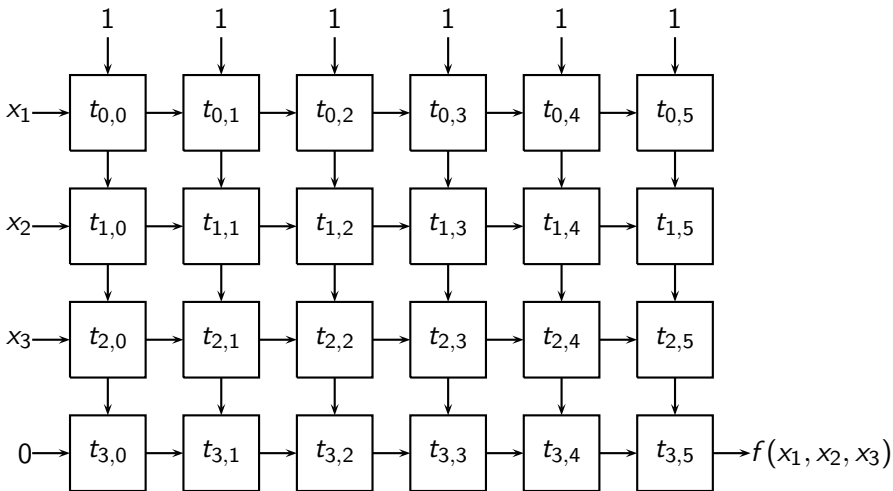 1 1 1 1 1 1
x₁ t₀,₀ t₀,₁ t₀,₂ t₀,₃ t₀,₄ t₀,₅
x₂ t₁,₀ t₁,₁ t₁,₂ t₁,₃ t₁,₄ t₁,₅
x₃ t₂,₀ t₂,₁ t₂,₂ t₂,₃ t₂,₄ t₂,₅
0 t₃,₀ t₃,₁ t₃,₂ t₃,₃ t₃,₄ t₃,₅ f(x₁, x₂, x₃)